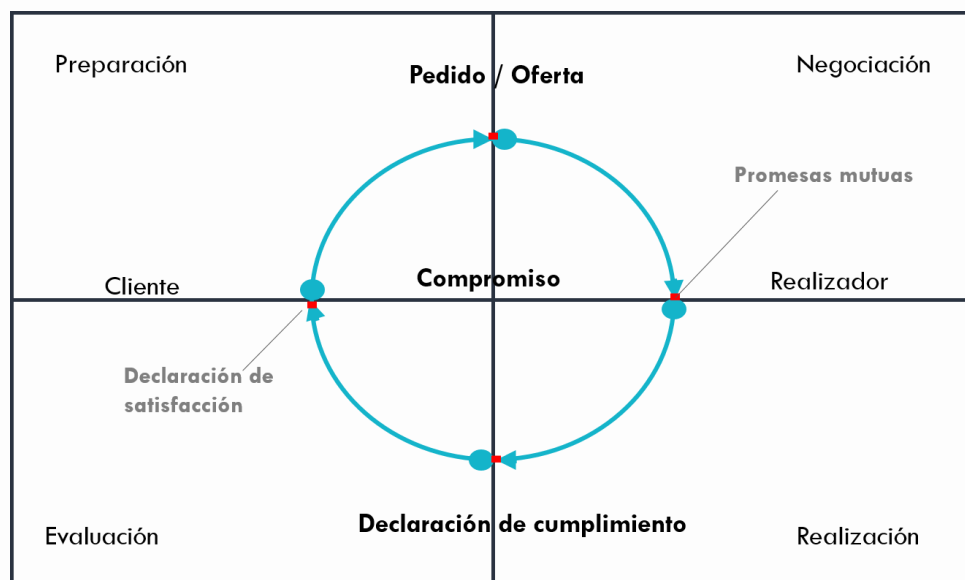 Preparación
Pedido / Oferta
Negociación
Promesas mutuas
Cliente
Compromiso
Realizador
Declaración de
satisfacción
Evaluación
Declaración de cumplimiento
Realización